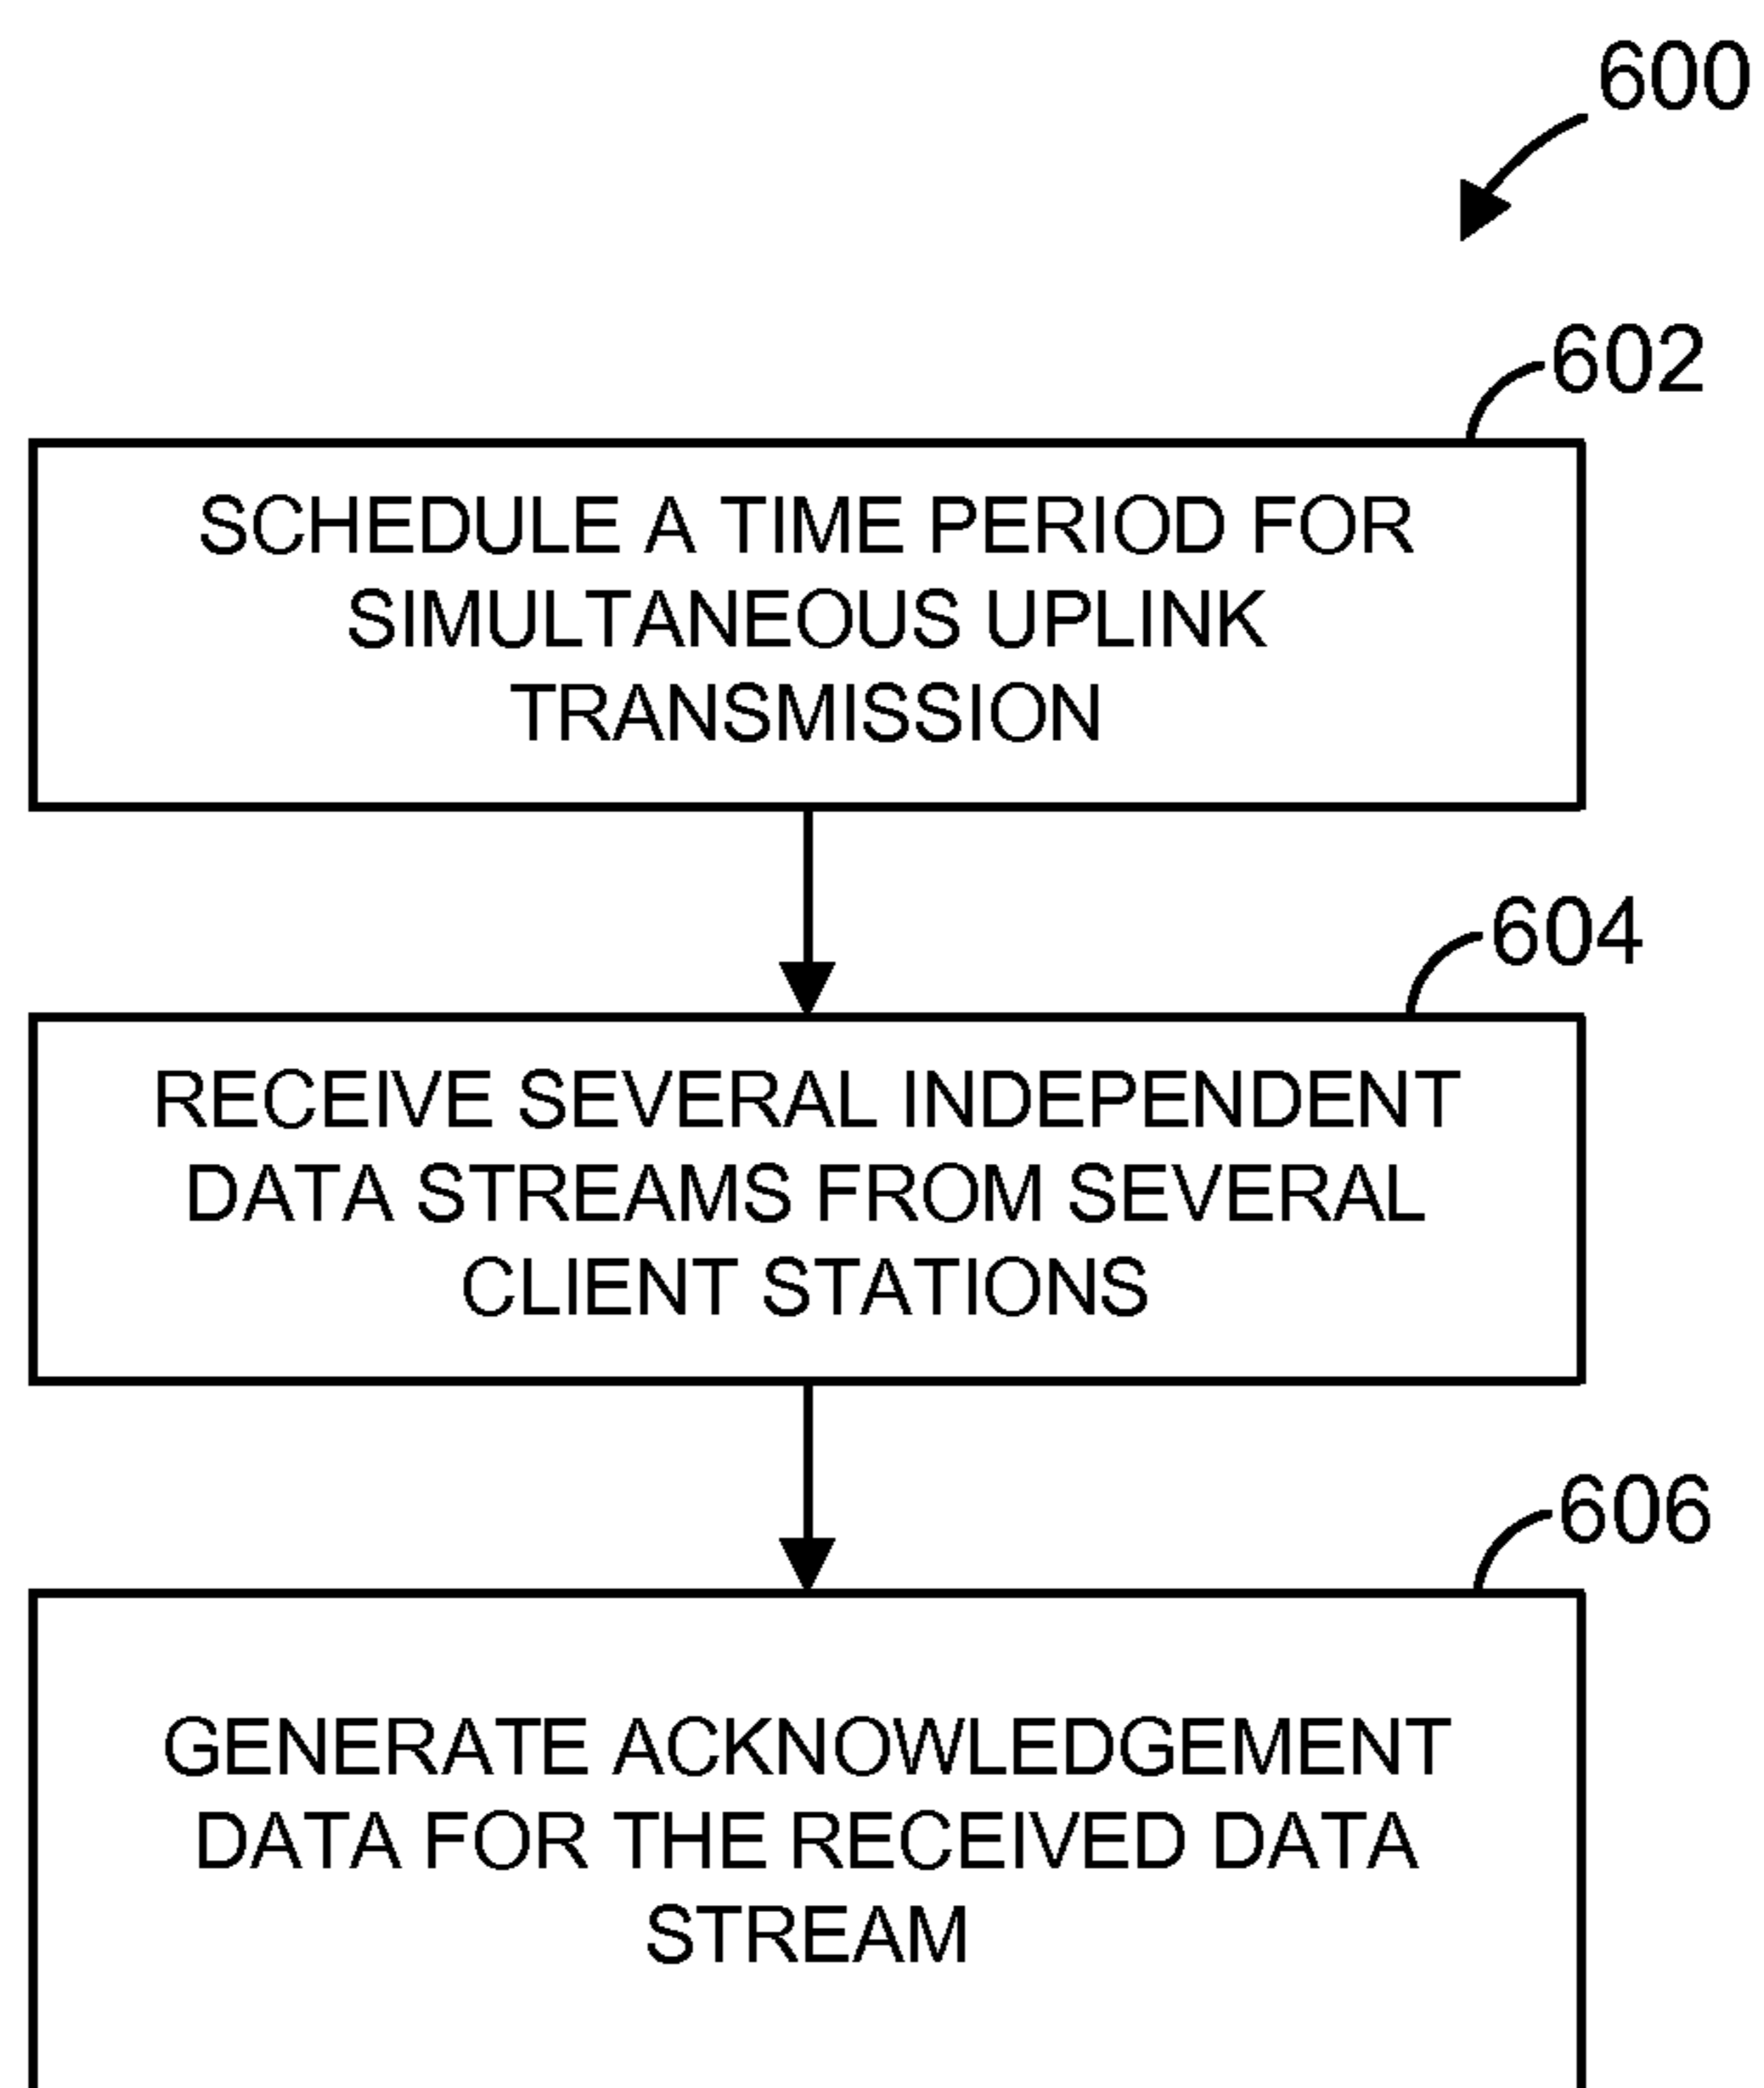 600
602
SCHEDULE A TIME PERIOD FOR
SIMULTANEOUS UPLINK
TRANSMISSION
604
RECEIVE SEVERAL INDEPENDENT
DATA STREAMS FROM SEVERAL
CLIENT STATIONS
606
GENERATE ACKNOWLEDGEMENT
DATA FOR THE RECEIVED DATA
STREAM